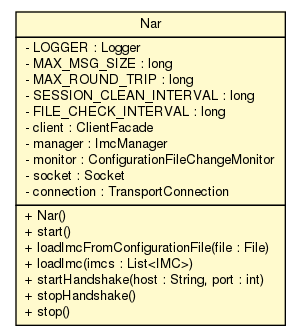 Nar
- LOGGER : Logger
- MAX_MSG_SIZE : long
- MAX_ROUND_TRIP : long
- SESSION_CLEAN_INTERVAL : long
- FILE_CHECK_INTERVAL : long
- client : ClientFacade
- manager : ImcManager
- monitor : ConfigurationFileChangeMonitor
- socket : Socket
- connection : TransportConnection
+ Nar()
+ start()
+ loadImcFromConfigurationFile(file : File)
+ loadImc(imcs : List<IMC>)
+ startHandshake(host : String, port : int)
+ stopHandshake()
+ stop()